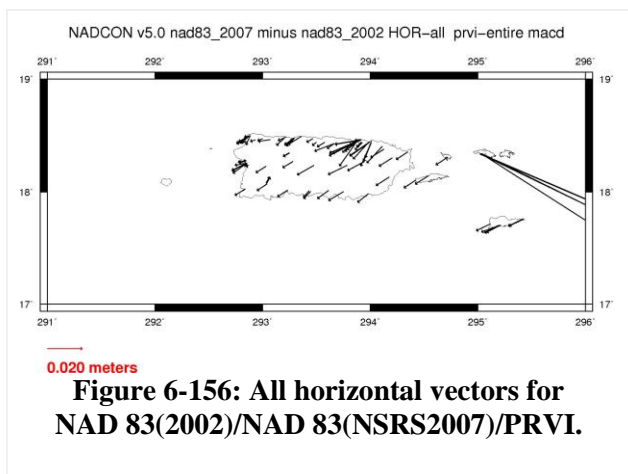 NADCON v5.0 nad83_2007 minus nad83_2002 HOR-all prvi-entire macd
291˚ 292˚ 293˚ 294˚ 295˚ 296˚
19˚ 19˚
18˚ 18˚
17˚ 17˚
291˚ 292˚ 293˚ 294˚ 295˚ 296˚
0.020 meters
Figure 6-156: All horizontal vectors for
NAD 83(2002)/NAD 83(NSRS2007)/PRVI.